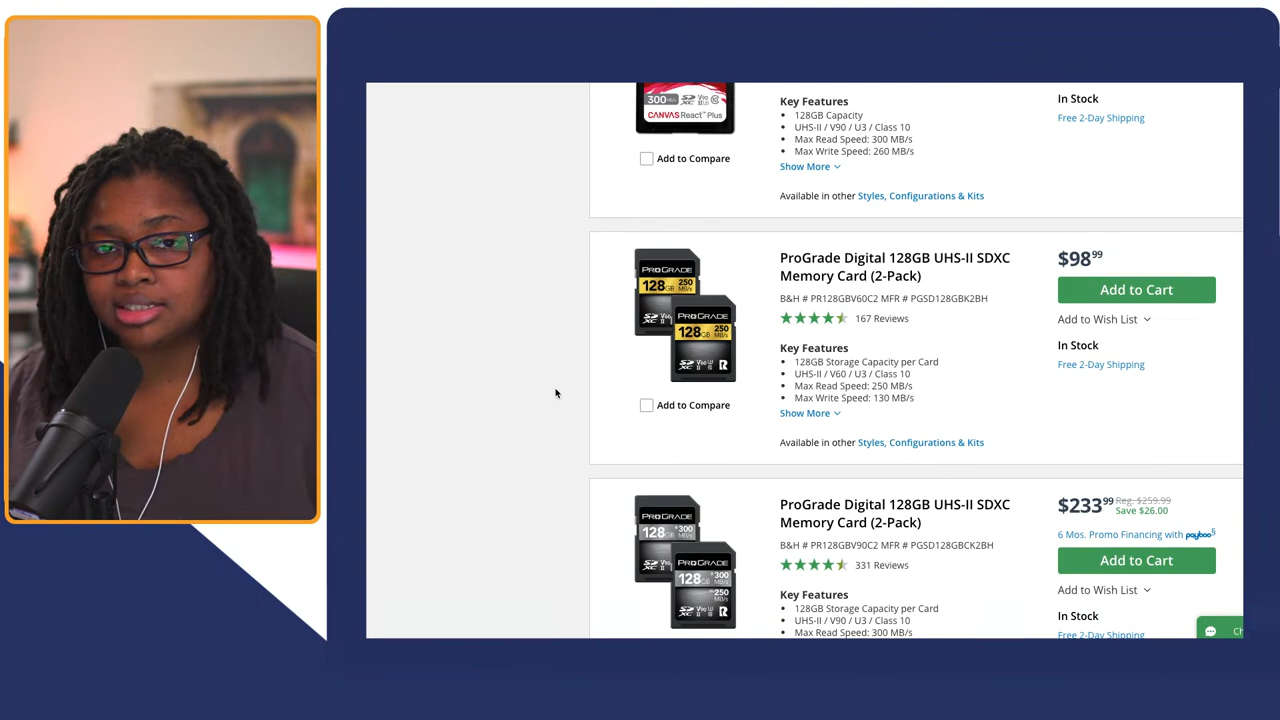 300 MB/s
CANVAS React Plus
Add to Compare
Key Features
128GB Capacity
UHS-II / V90 / U3 / Class 10
Max Read Speed: 300 MB/s
Max Write Speed: 260 MB/s
Show More
Available in other Styles, Configurations & Kits
In Stock
Free 2-Day Shipping
PROGRADE
128GB 250 MB/s
PROGRADE
128GB 250 MB/s
Add to Compare
ProGrade Digital 128GB UHS-II SDXC
Memory Card (2-Pack)
B&H # PR128GBV60C2 MFR # PGSD128GBK2BH
167 Reviews
Key Features
128GB Storage Capacity per Card
UHS-II / V60 / U3 / Class 10
Max Read Speed: 250 MB/s
Max Write Speed: 130 MB/s
Show More
Available in other Styles, Configurations & Kits
$98.99
Add to Cart
Add to Wish List
In Stock
Free 2-Day Shipping
PROGRADE
128GB 300
PROGRADE
128GB 300 MB/s
250 MB/s
ProGrade Digital 128GB UHS-II SDXC
Memory Card (2-Pack)
B&H # PR128GBV90C2 MFR # PGSD128GBCK2BH
331 Reviews
Key Features
128GB Storage Capacity per Card
UHS-II / V90 / U3 / Class 10
Max Read Speed: 300 MB/s
$233.99 Reg. $259.99
Save $26.00
6 Mos. Promo Financing with payboo§
Add to Cart
Add to Wish List
In Stock
Free 2-Day Shipping